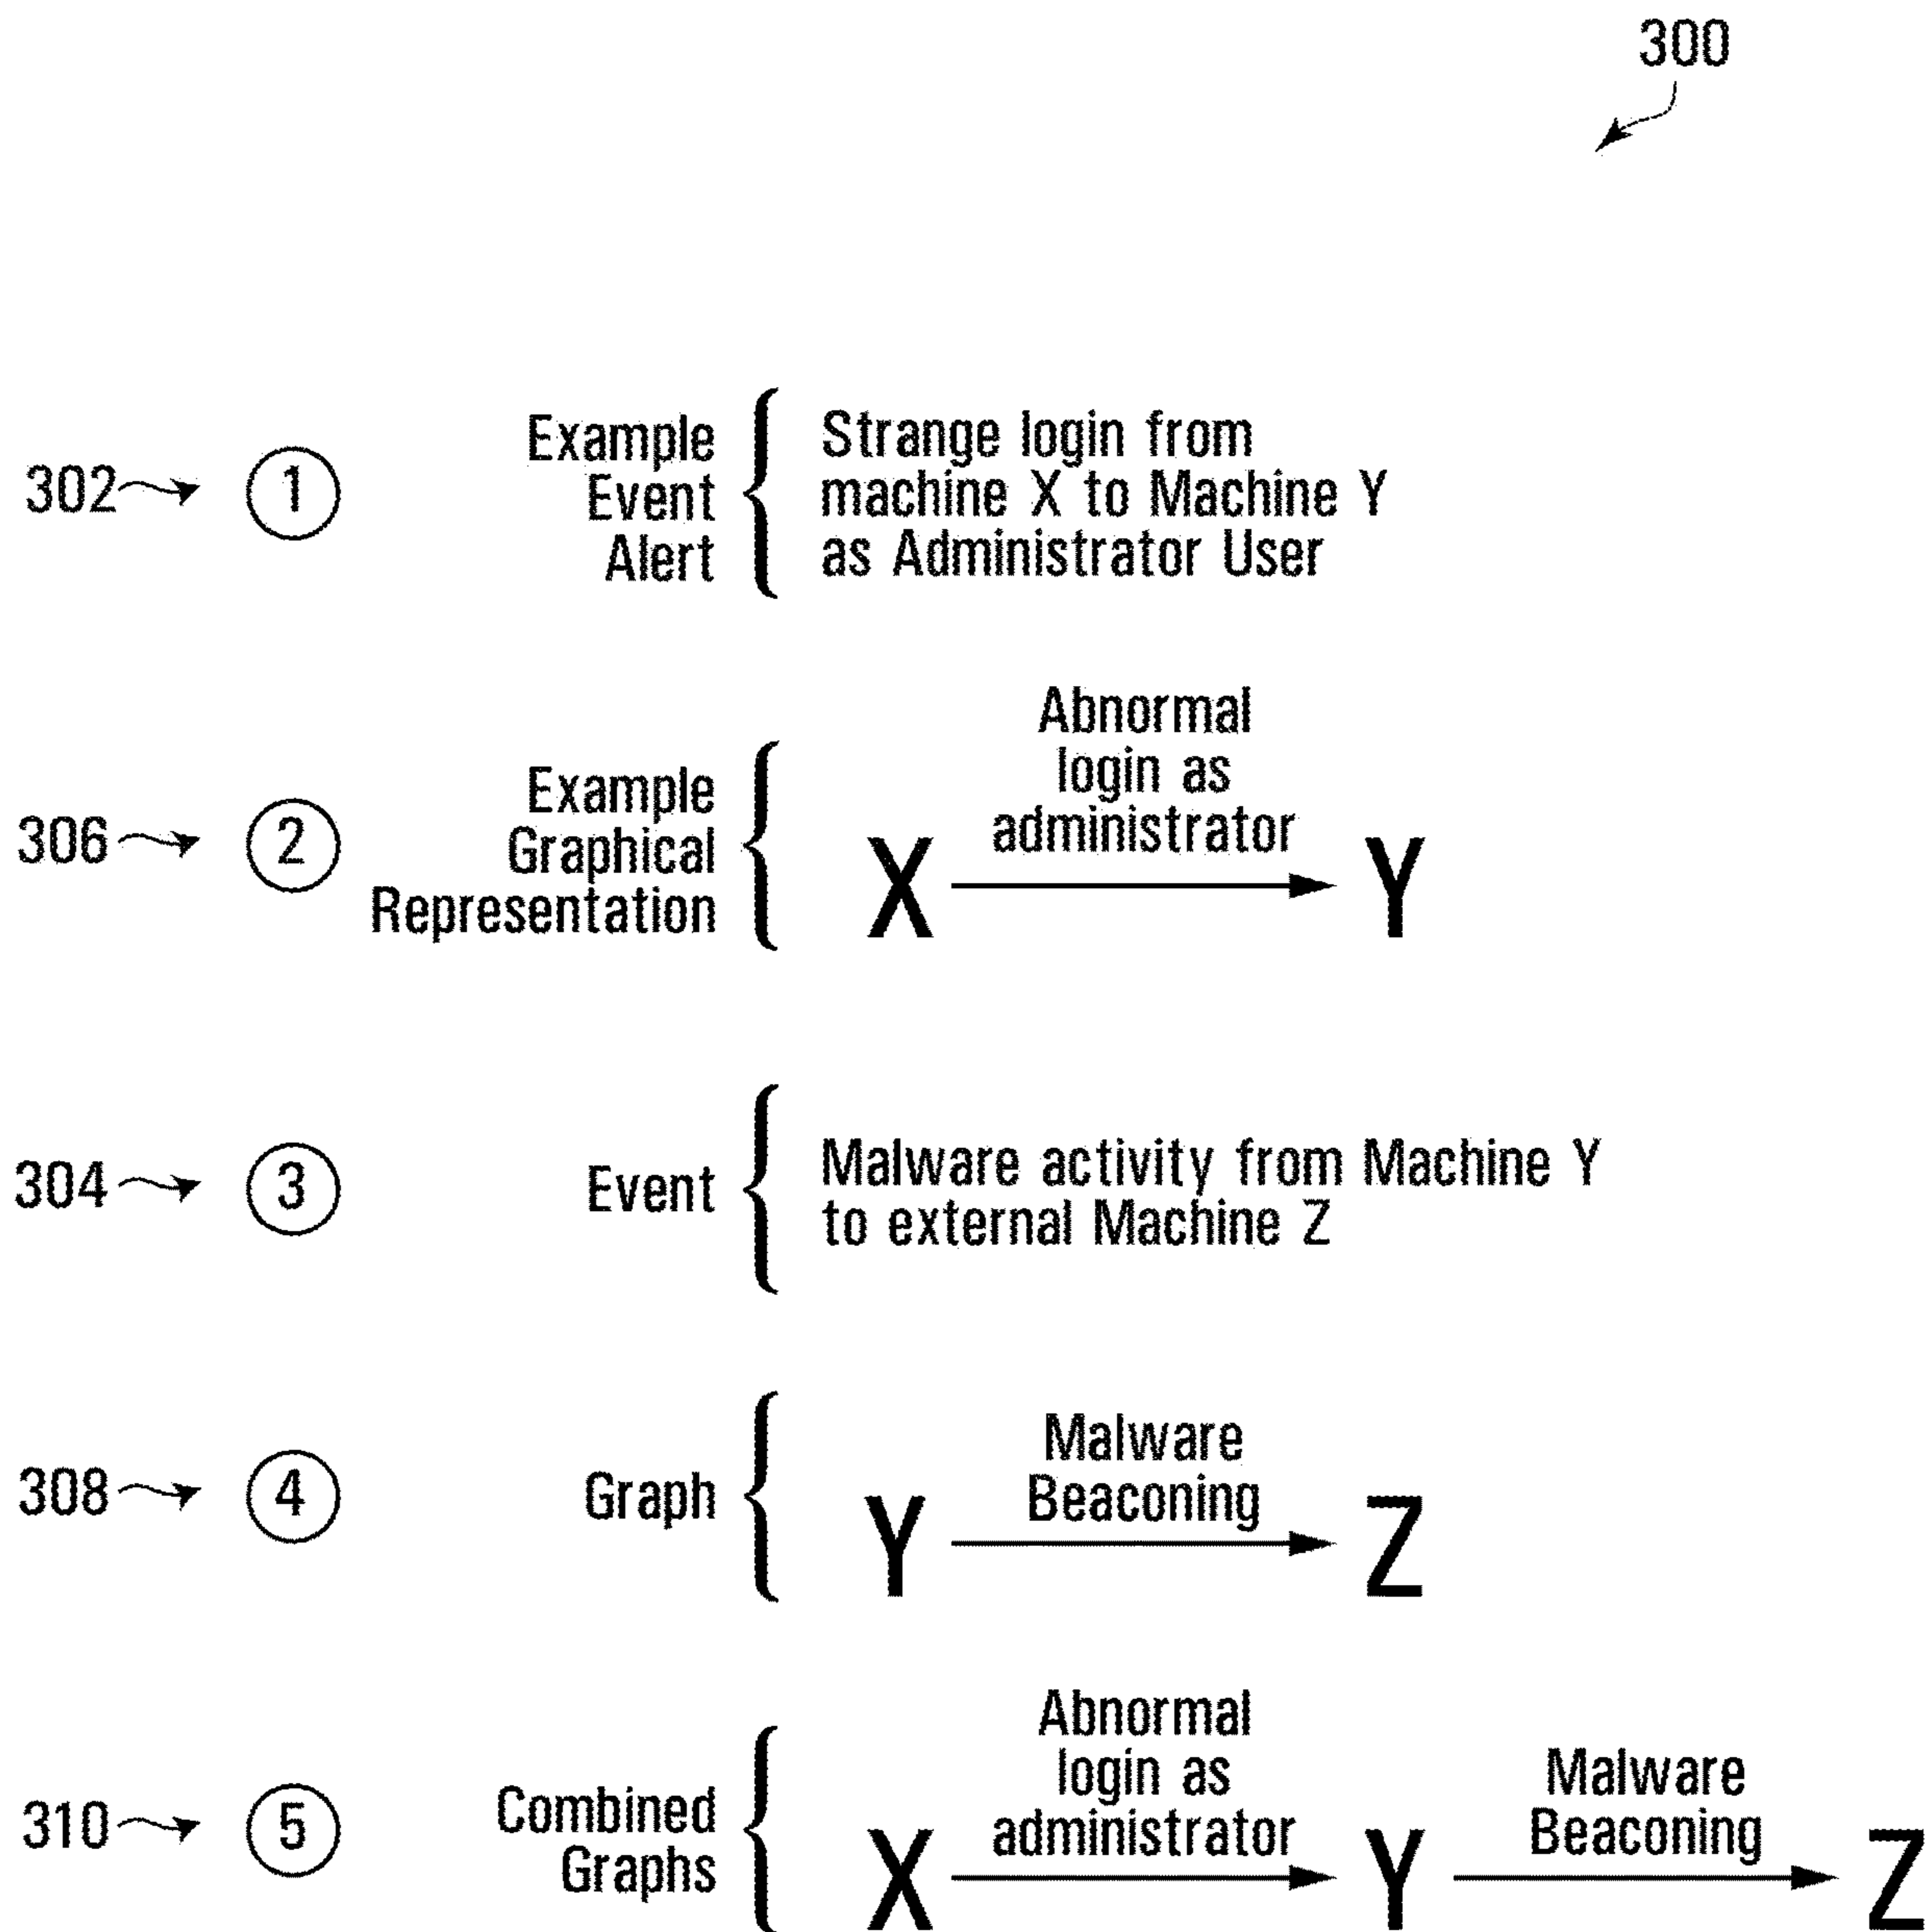 300
302
1
Example
Event
Alert
Strange login from
machine X to Machine Y
as Administrator User
306
2
Example
Graphical
Representation
X
Abnormal
login as
administrator
Y
304
3
Event
Malware activity from Machine Y
to external Machine Z
308
4
Graph
Y
Malware
Beaconing
Z
310
5
Combined
Graphs
X
Abnormal
login as
administrator
Y
Malware
Beaconing
Z